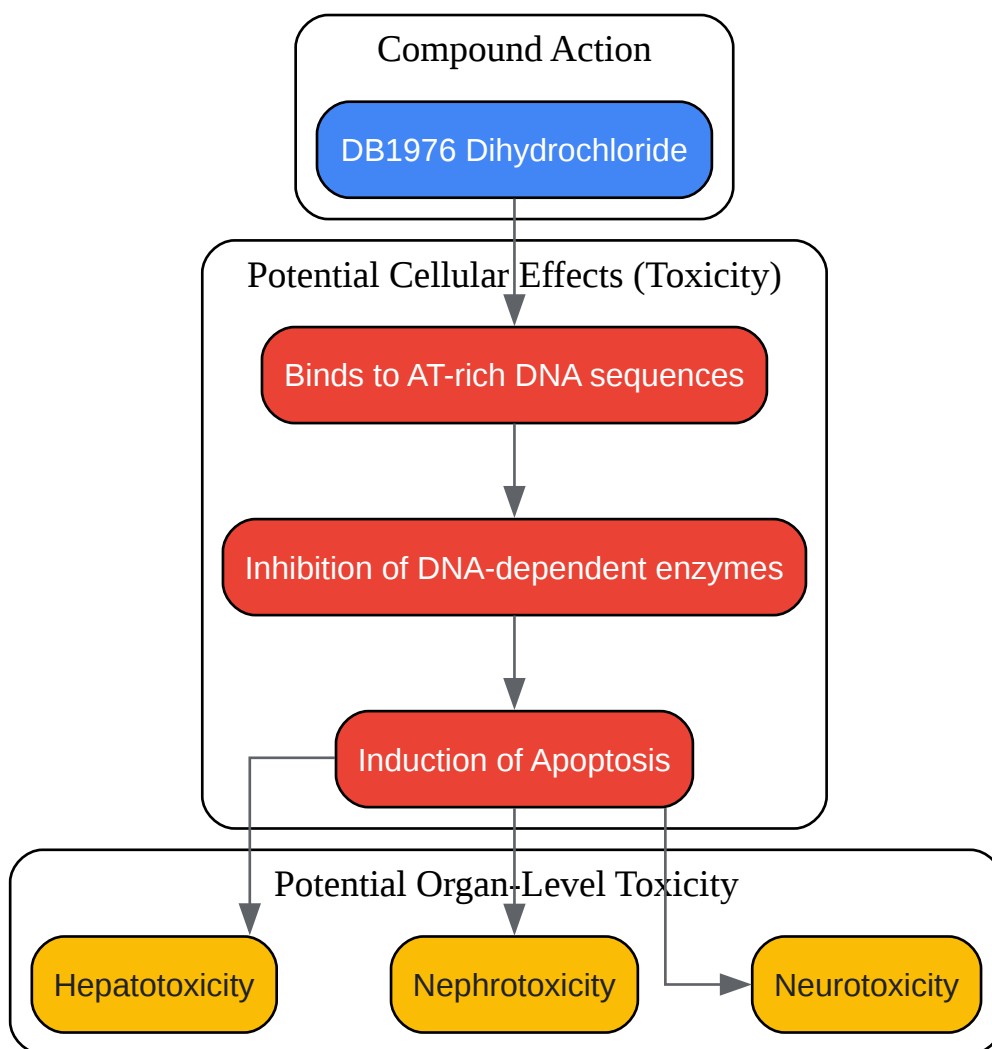 Compound Action
DB1976 Dihydrochloride
Potential Cellular Effects (Toxicity)
Binds to AT-rich DNA sequences
Inhibition of DNA-dependent enzymes
Induction of Apoptosis
Potential Organ-Level Toxicity
Hepatotoxicity
Nephrotoxicity
Neurotoxicity